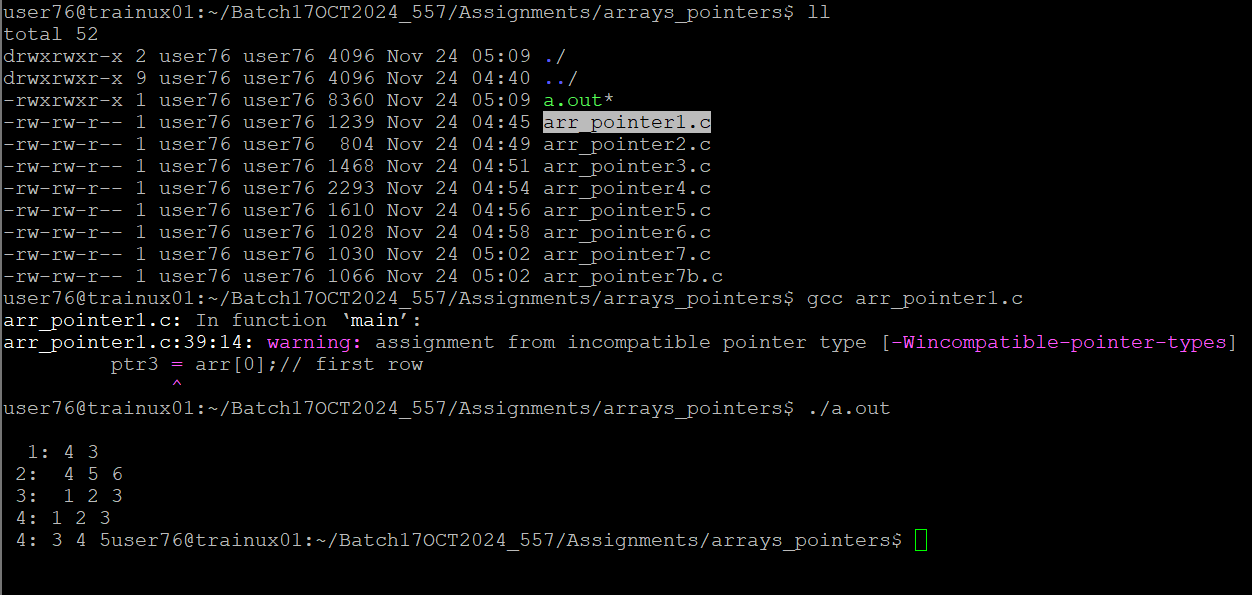 user76@trainux01:~/Batch17OCT2024_557/Assignments/arrays_pointers$ ll
total 52
drwxrwxr-x 2 user76 user76 4096 Nov 24 05:09 ./
drwxrwxr-x 9 user76 user76 4096 Nov 24 04:40 ../
-rwxrwxr-x 1 user76 user76 8360 Nov 24 05:09 a.out*
-rw-rw-r-- 1 user76 user76 1239 Nov 24 04:45 arr_pointer1.c
-rw-rw-r-- 1 user76 user76  804 Nov 24 04:49 arr_pointer2.c
-rw-rw-r-- 1 user76 user76 1468 Nov 24 04:51 arr_pointer3.c
-rw-rw-r-- 1 user76 user76 2293 Nov 24 04:54 arr_pointer4.c
-rw-rw-r-- 1 user76 user76 1610 Nov 24 04:56 arr_pointer5.c
-rw-rw-r-- 1 user76 user76 1028 Nov 24 04:58 arr_pointer6.c
-rw-rw-r-- 1 user76 user76 1030 Nov 24 05:02 arr_pointer7.c
-rw-rw-r-- 1 user76 user76 1066 Nov 24 05:02 arr_pointer7b.c
user76@trainux01:~/Batch17OCT2024_557/Assignments/arrays_pointers$ gcc arr_pointer1.c
arr_pointer1.c: In function ‘main’:
arr_pointer1.c:39:14: warning: assignment from incompatible pointer type [-Wincompatible-pointer-types]
         ptr3 = arr[0];// first row
              ^
user76@trainux01:~/Batch17OCT2024_557/Assignments/arrays_pointers$ ./a.out

  1: 4 3
 2:  4 5 6
 3:  1 2 3
 4: 1 2 3
 4: 3 4 5user76@trainux01:~/Batch17OCT2024_557/Assignments/arrays_pointers$